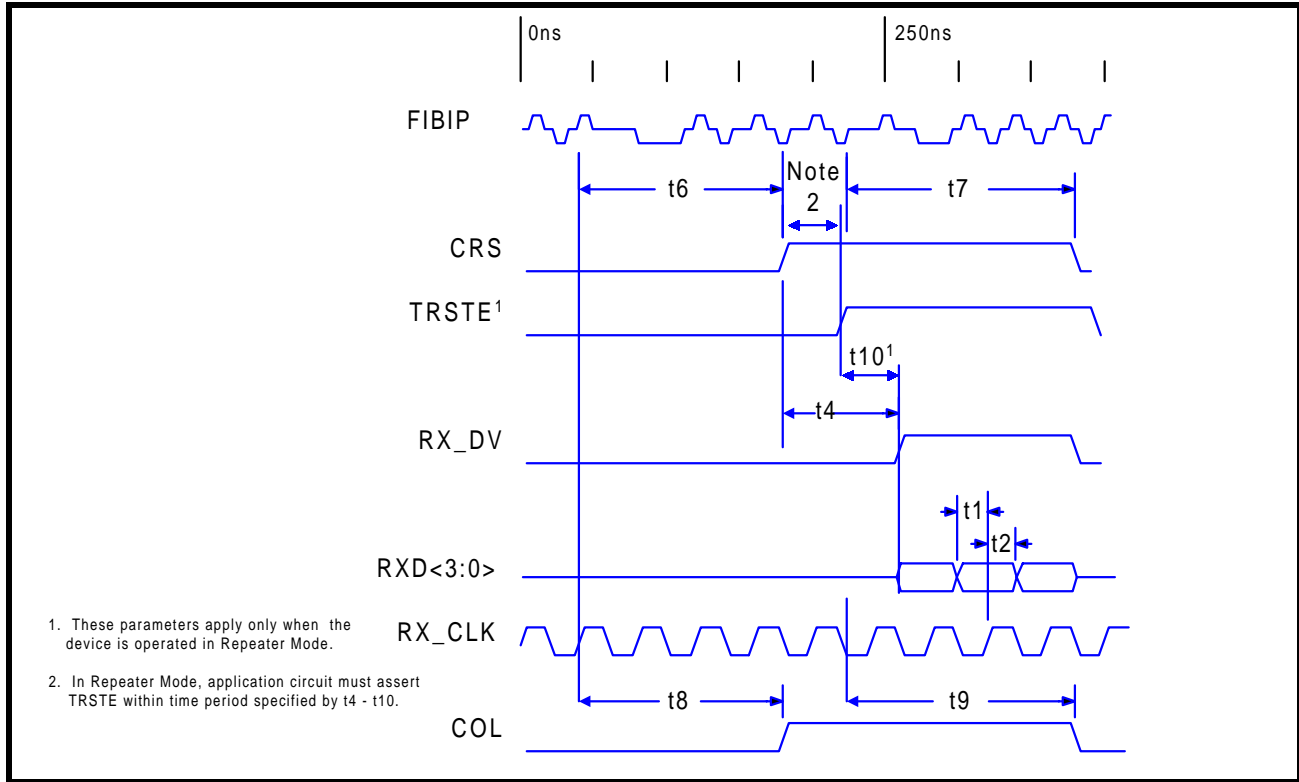 0ns
250ns
FIBIP
Note
2
t6
t7
CRS
TRSTE¹
t10¹
t4
RX_DV
t1
t2
RXD<3:0>
RX_CLK
1. These parameters apply only when the
device is operated in Repeater Mode.
2. In Repeater Mode, application circuit must assert
TRSTE within time period specified by t4 - t10.
t8
t9
COL